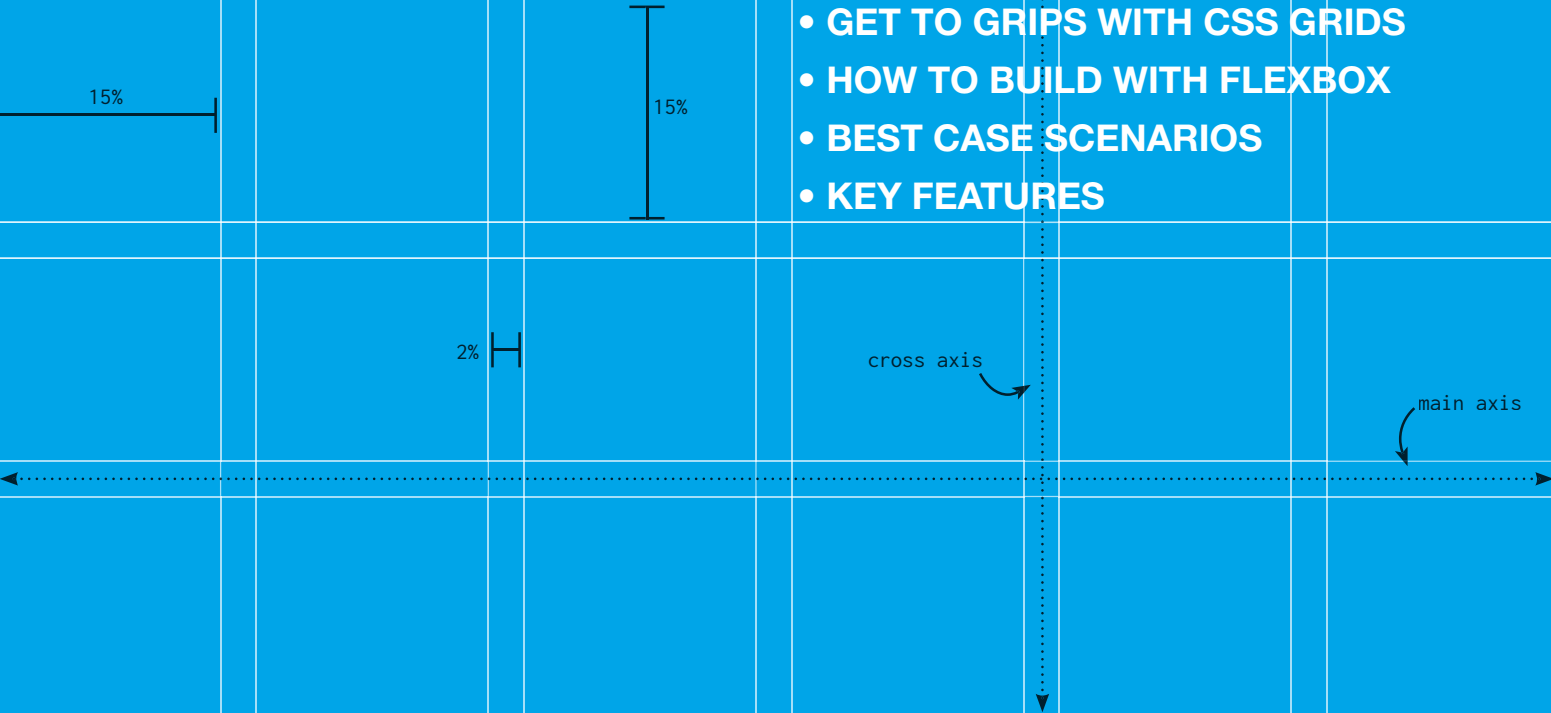 • GET TO GRIPS WITH CSS GRIDS
• HOW TO BUILD WITH FLEXBOX
• BEST CASE SCENARIOS
• KEY FEATURES
15%
15%
2%
cross axis
main axis